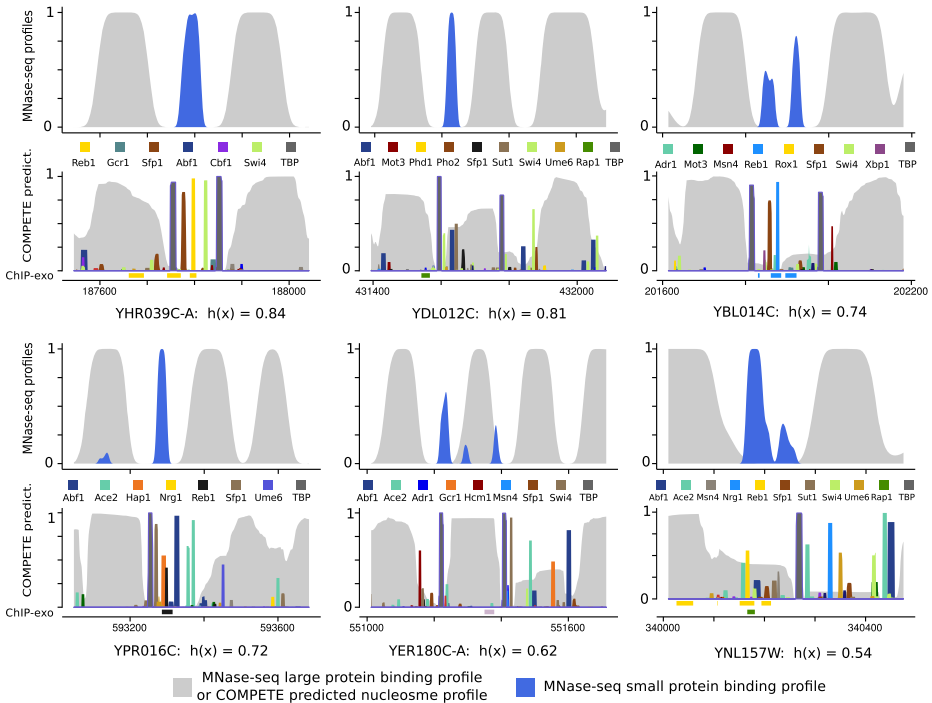 MNase-seq profiles
1
0
1
0
1
0
Reb1 Gcr1 Sfp1 Abf1 Cbf1 Swi4 TBP
Abf1 Mot3 Phd1 Pho2 Sfp1 Sut1 Swi4 Ume6 Rap1 TBP
Adr1 Mot3 Msn4 Reb1 Rox1 Sfp1 Swi4 Xbp1 TBP
COMPETE predict.
1
0
1
0
1
0
ChIP-exo
187600 188000
431400 432000
201600 202200
YHR039C-A: h(x) = 0.84
YDL012C: h(x) = 0.81
YBL014C: h(x) = 0.74
MNase-seq profiles
1
0
1
0
1
0
Abf1 Ace2 Hap1 Nrg1 Reb1 Sfp1 Ume6 TBP
Abf1 Ace2 Adr1 Gcr1 Hcm1 Msn4 Sfp1 Swi4 TBP
Abf1 Ace2 Msn4 Nrg1 Reb1 Sfp1 Sut1 Swi4 Ume6 Rap1 TBP
COMPETE predict.
1
0
1
0
1
0
ChIP-exo
593200 593600
551000 551600
340000 340400
YPR016C: h(x) = 0.72
YER180C-A: h(x) = 0.62
YNL157W: h(x) = 0.54
MNase-seq large protein binding profile
or COMPETE predicted nucleosme profile
MNase-seq small protein binding profile